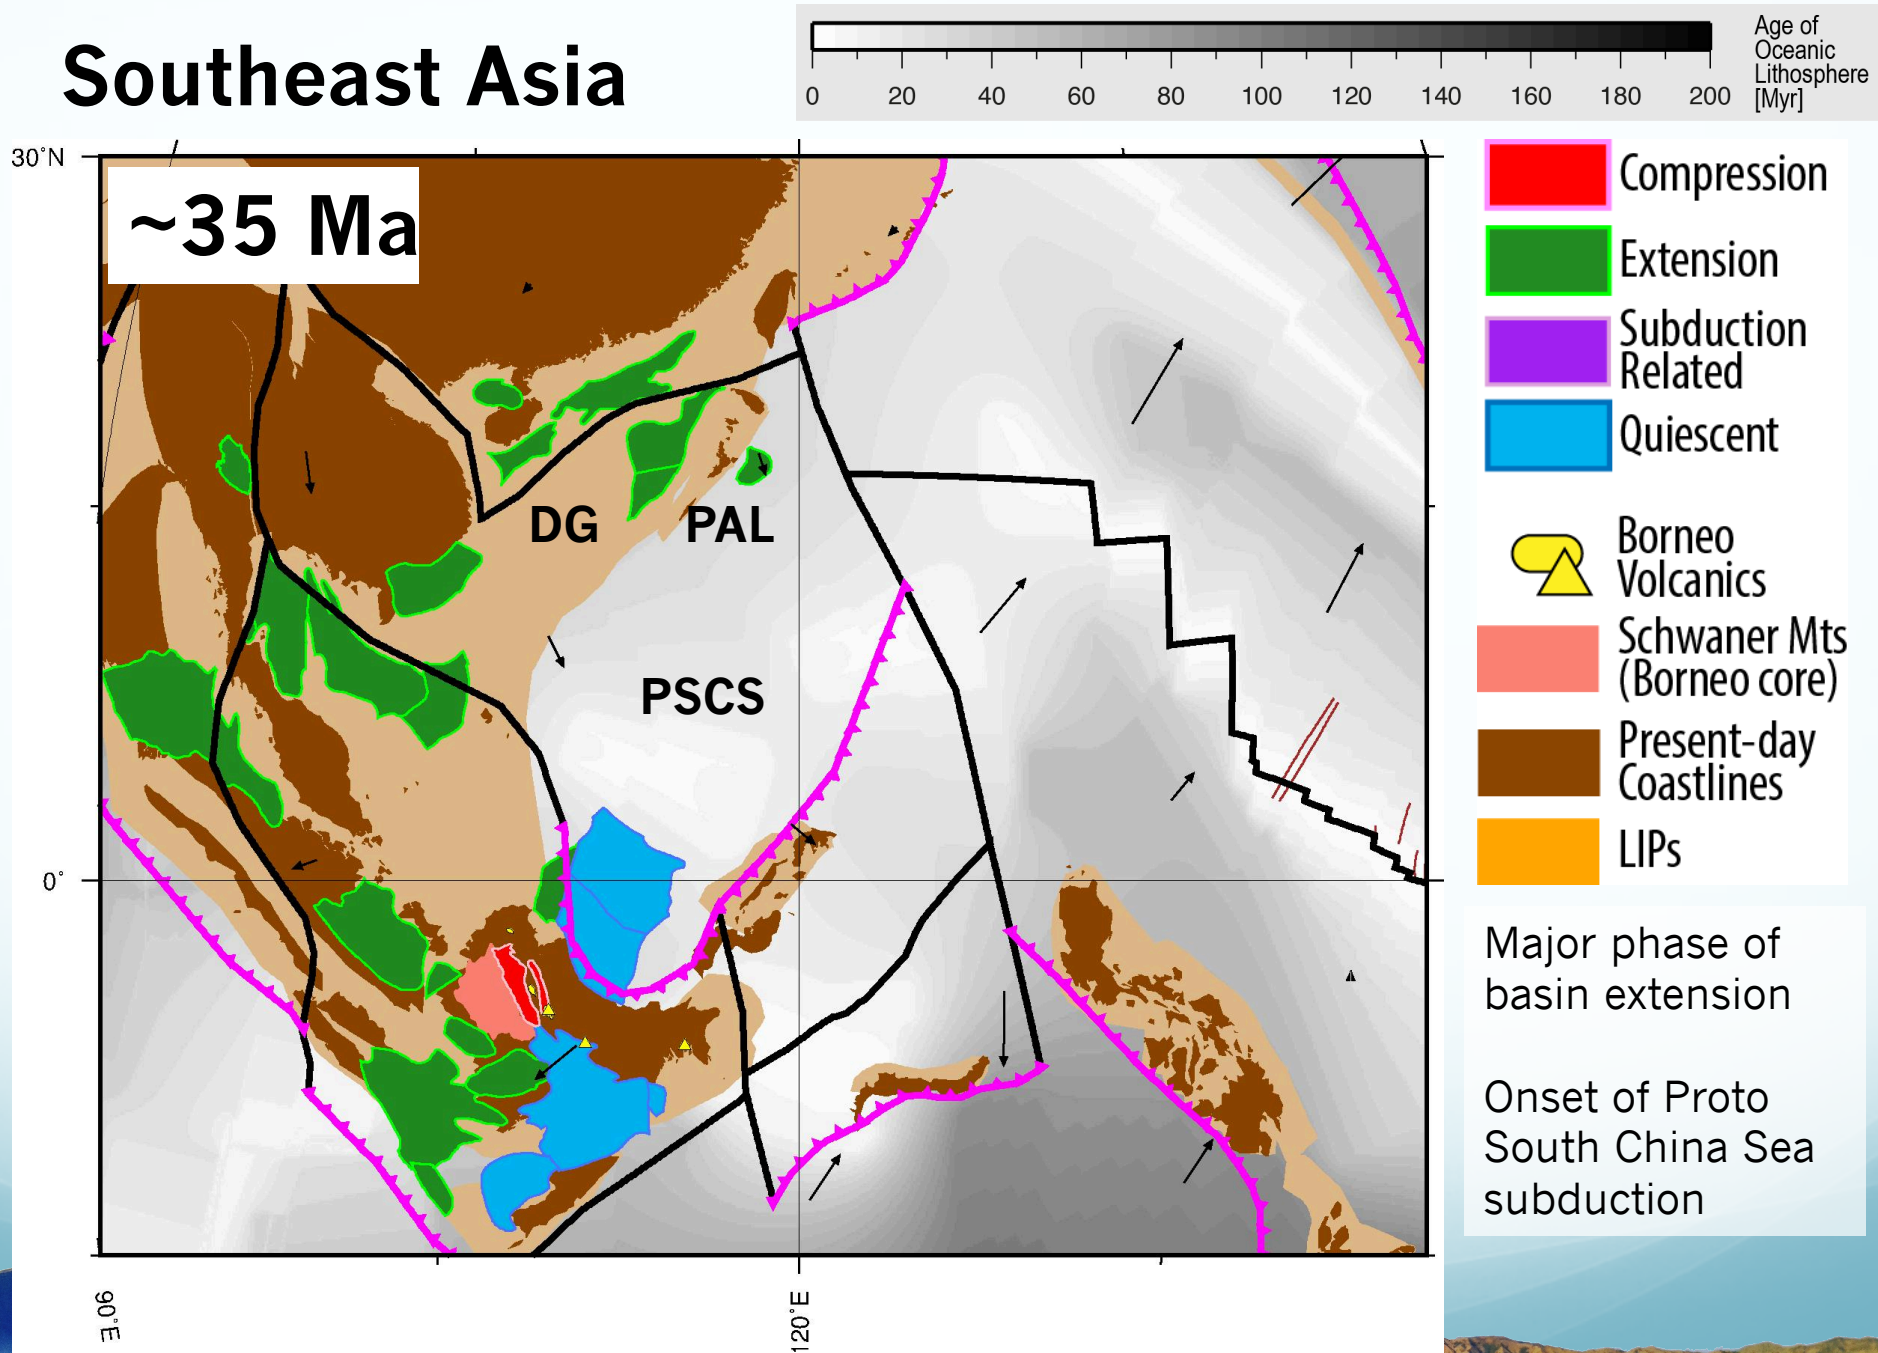 Southeast Asia
0 20 40 60 80 100 120 140 160 180 200
Age of
Oceanic
Lithosphere
[Myr]
30°N
~35 Ma
DG
PAL
PSCS
0°
90°E
120°E
Compression
Extension
Subduction
Related
Quiescent
Borneo
Volcanics
Schwaner Mts
(Borneo core)
Present-day
Coastlines
LIPs
Major phase of
basin extension
Onset of Proto
South China Sea
subduction